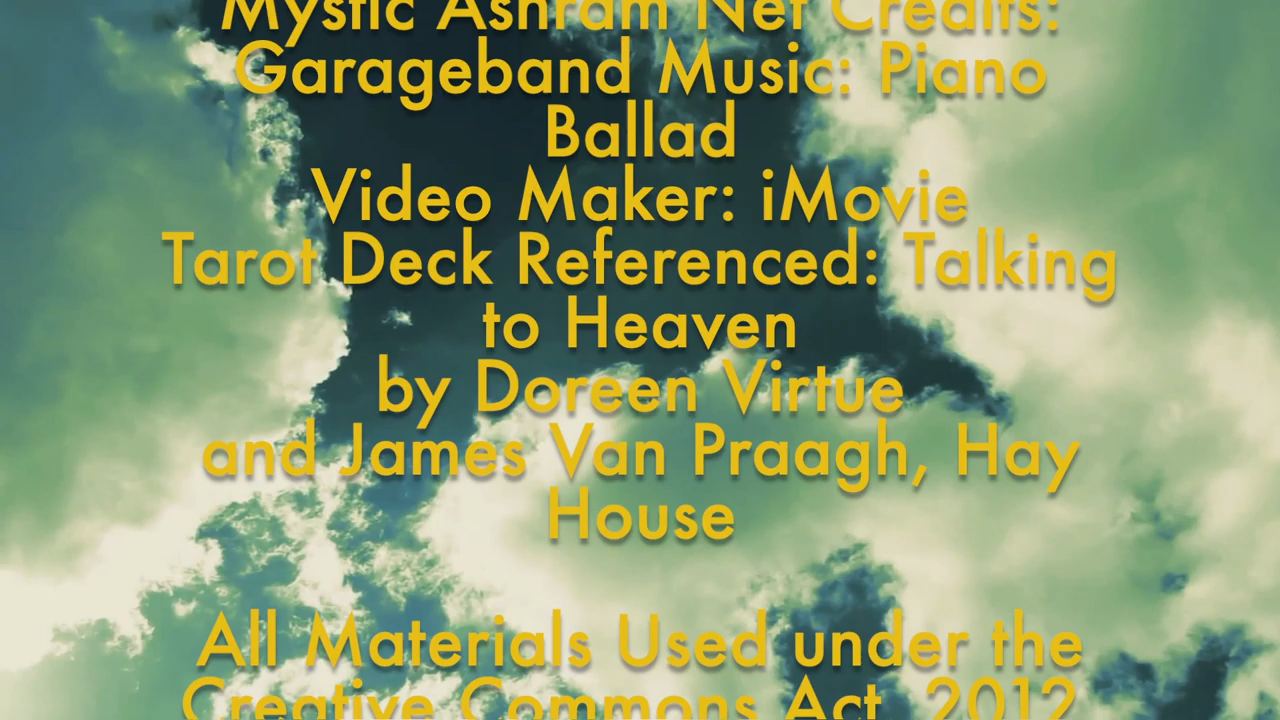 Mystic Ashram Net Credits:
Garageband Music: Piano
Ballad
Video Maker: iMovie
Tarot Deck Referenced: Talking
to Heaven
by Doreen Virtue
and James Van Praagh, Hay
House
All Materials Used under the
Creative Commons Act, 2012